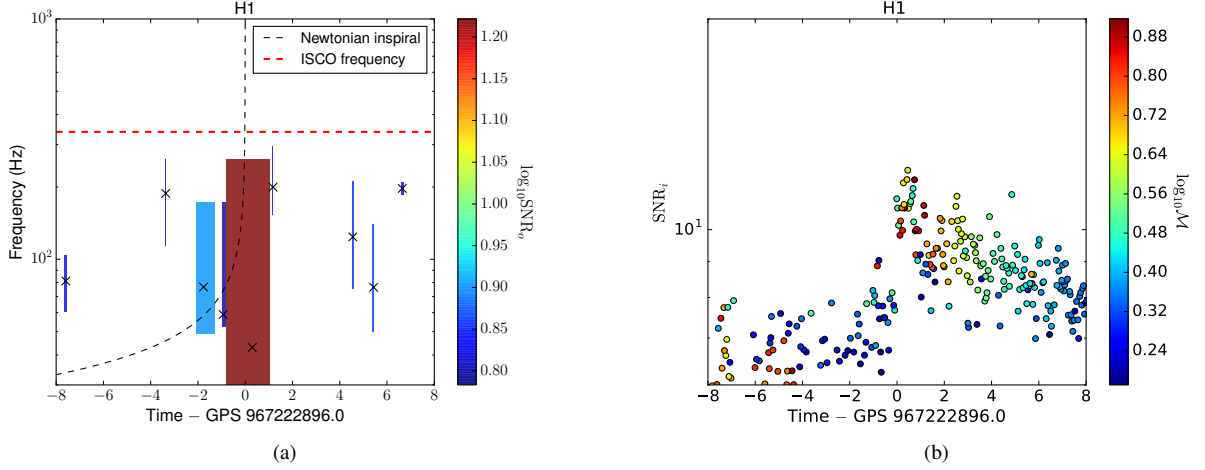 H1
10³
10²
Frequency (Hz)
Newtonian inspiral
ISCO frequency
−8 −6 −4 −2 0 2 4 6 8
Time − GPS 967222896.0
1.20
1.15
1.10
1.05
1.00
0.95
0.90
0.85
0.80
log₁₀SNRₒ
(a)
H1
SNRᵢ
10¹
−8 −6 −4 −2 0 2 4 6 8
Time − GPS 967222896.0
0.88
0.80
0.72
0.64
0.56
0.48
0.40
0.32
0.24
log₁₀ℳ
(b)